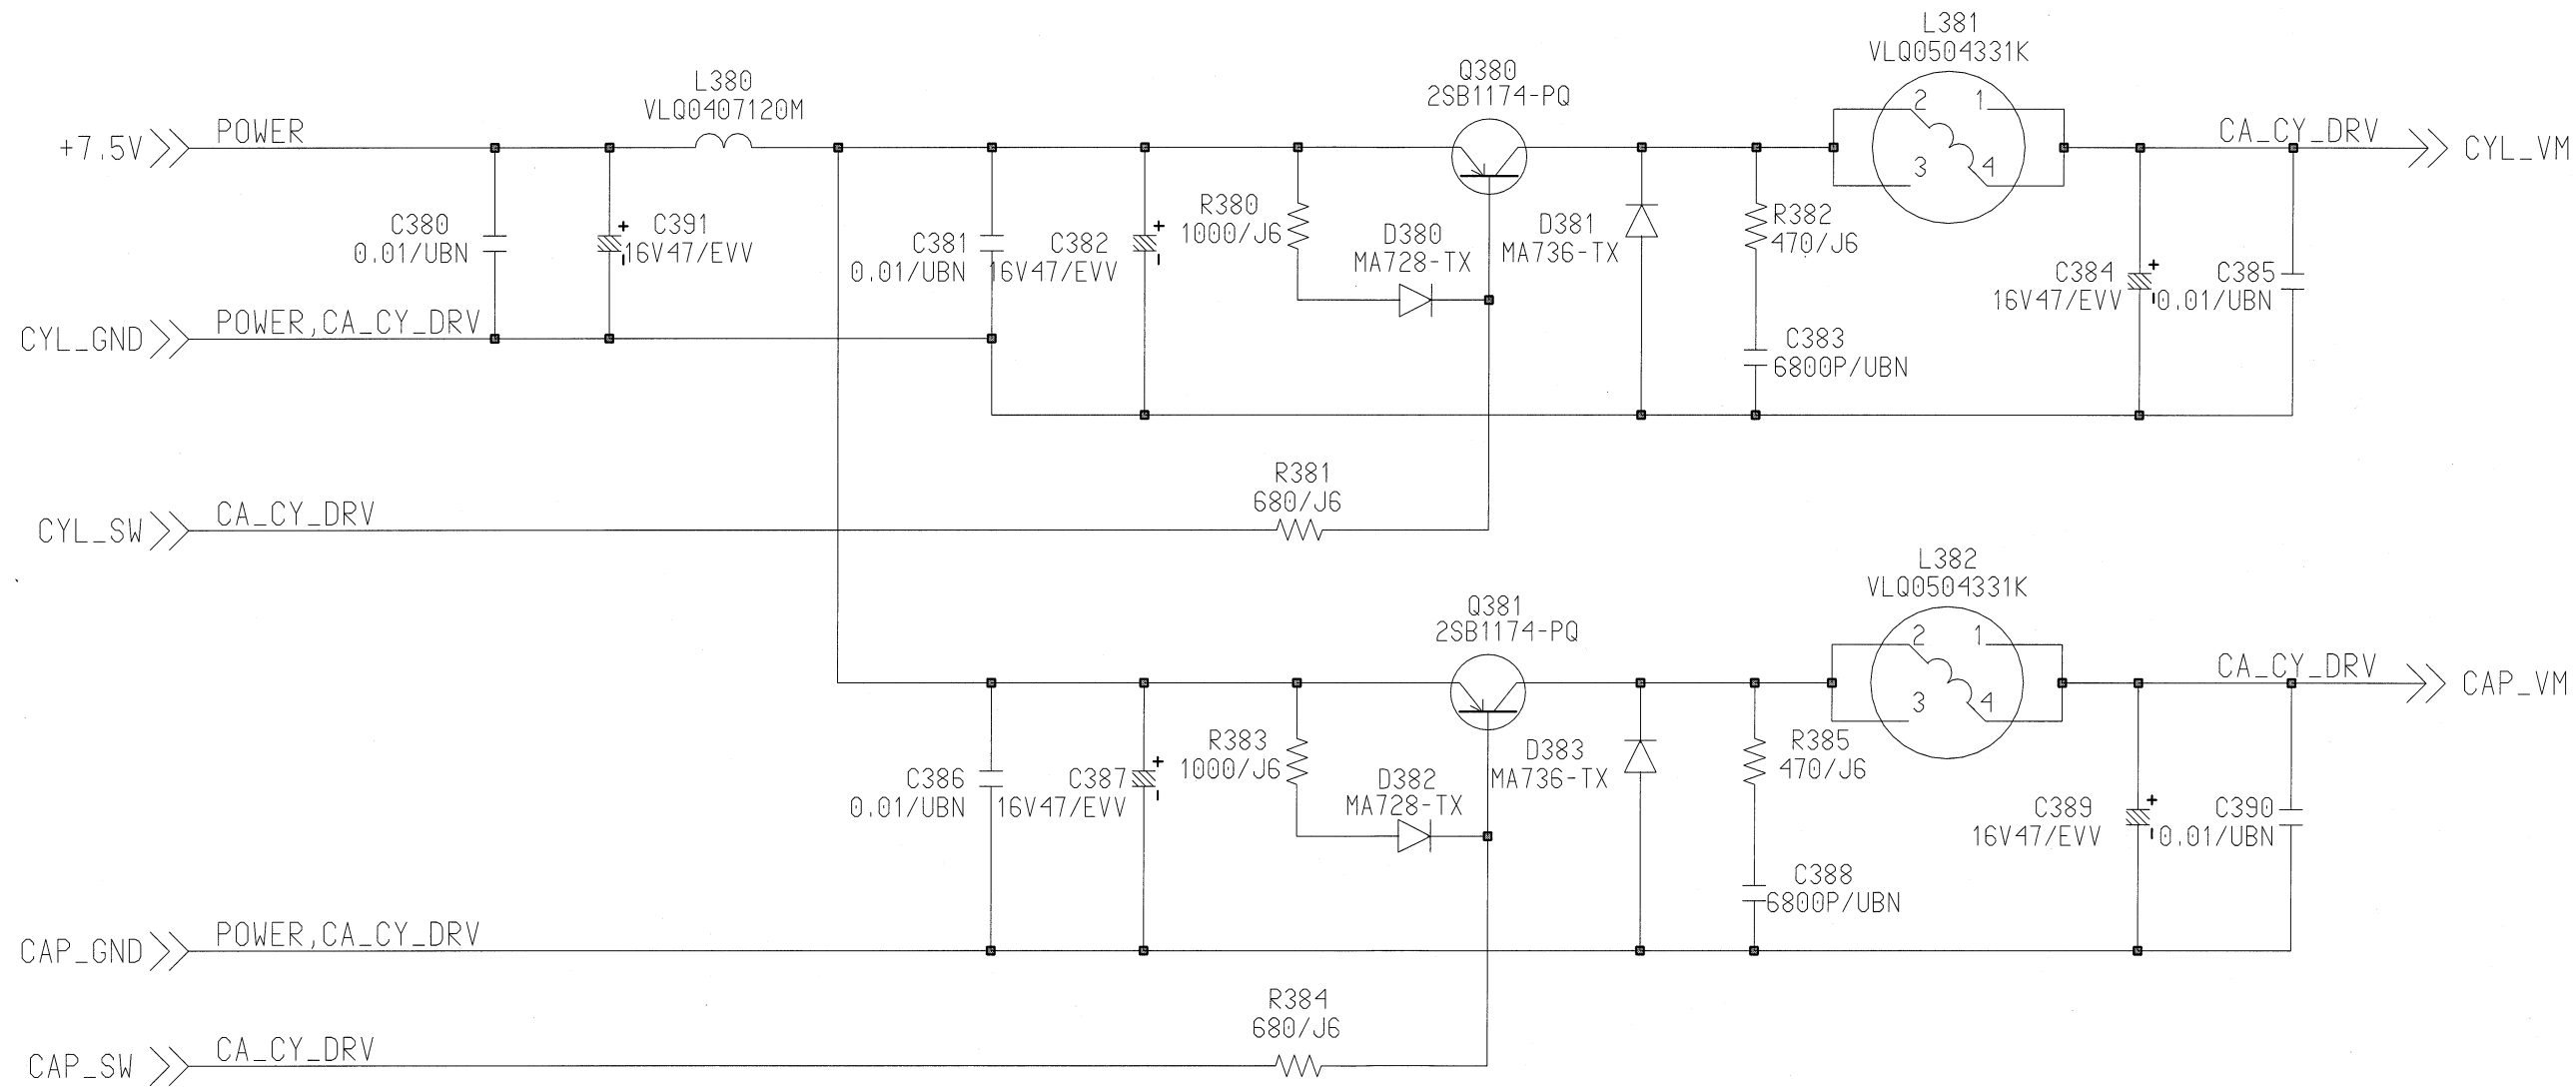 L381
VLQ0504331K
2 1
3 4
Q380
2SB1174-PQ
L380
VLQ0407120M
+7.5V
POWER
CA_CY_DRV
CYL_VM
C380
0.01/UBN
+
C391
16V47/EVV
-
C381
0.01/UBN
C382
16V47/EVV
+
-
R380
1000/J6
D380
MA728-TX
D381
MA736-TX
R382
470/J6
C383
6800P/UBN
C384
16V47/EVV
+
-
C385
0.01/UBN
CYL_GND
POWER,CA_CY_DRV
R381
680/J6
CYL_SW
CA_CY_DRV
L382
VLQ0504331K
2 1
3 4
Q381
2SB1174-PQ
CA_CY_DRV
CAP_VM
C386
0.01/UBN
C387
16V47/EVV
+
-
R383
1000/J6
D382
MA728-TX
D383
MA736-TX
R385
470/J6
C388
6800P/UBN
C389
16V47/EVV
+
-
C390
0.01/UBN
CAP_GND
POWER,CA_CY_DRV
R384
680/J6
CAP_SW
CA_CY_DRV